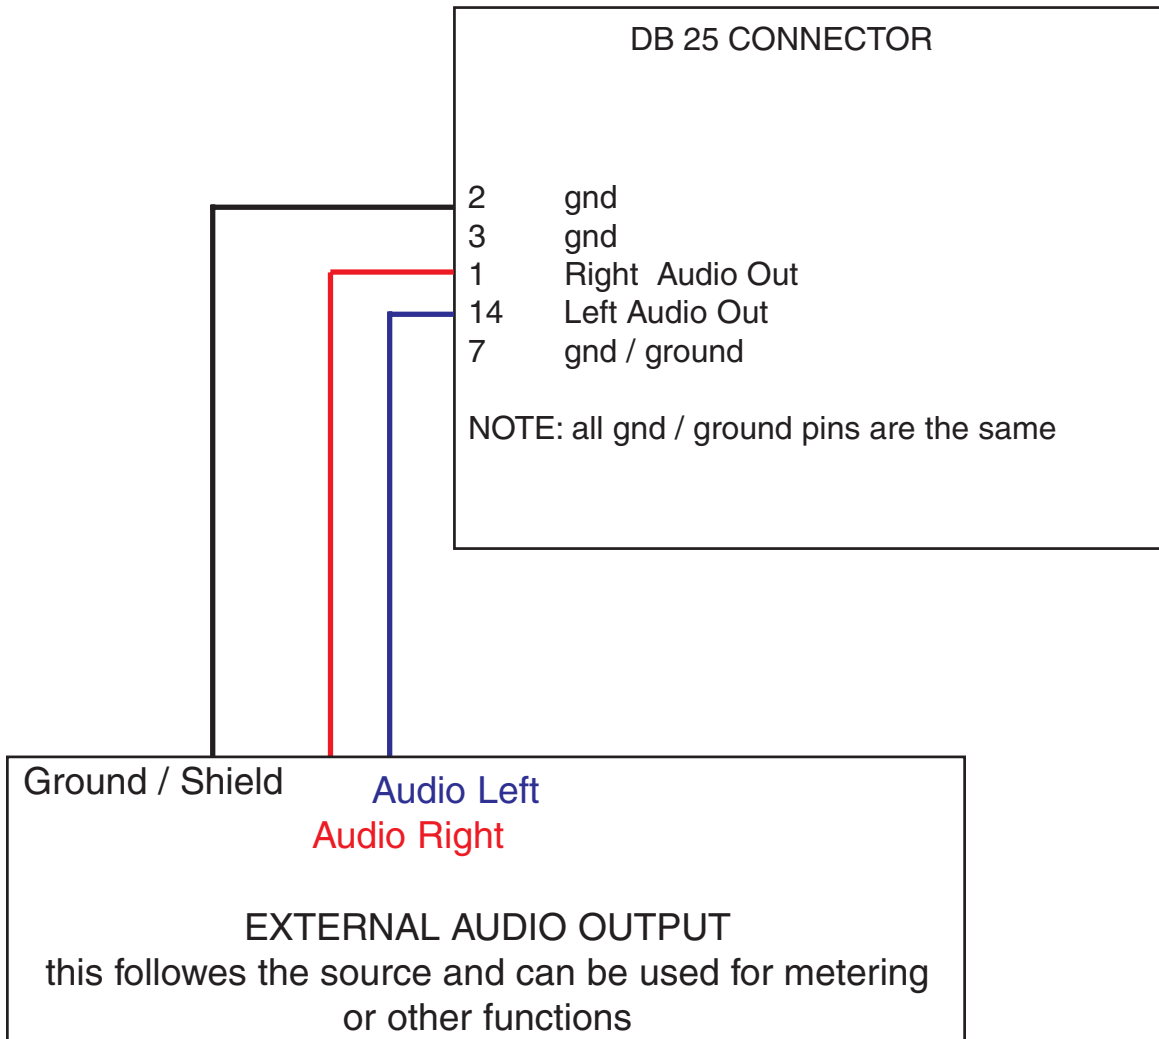 DB 25 CONNECTOR
2 gnd
3 gnd
1 Right Audio Out
14 Left Audio Out
7 gnd / ground
NOTE: all gnd / ground pins are the same
Ground / Shield
Audio Left
Audio Right
EXTERNAL AUDIO OUTPUT
this followes the source and can be used for metering
or other functions